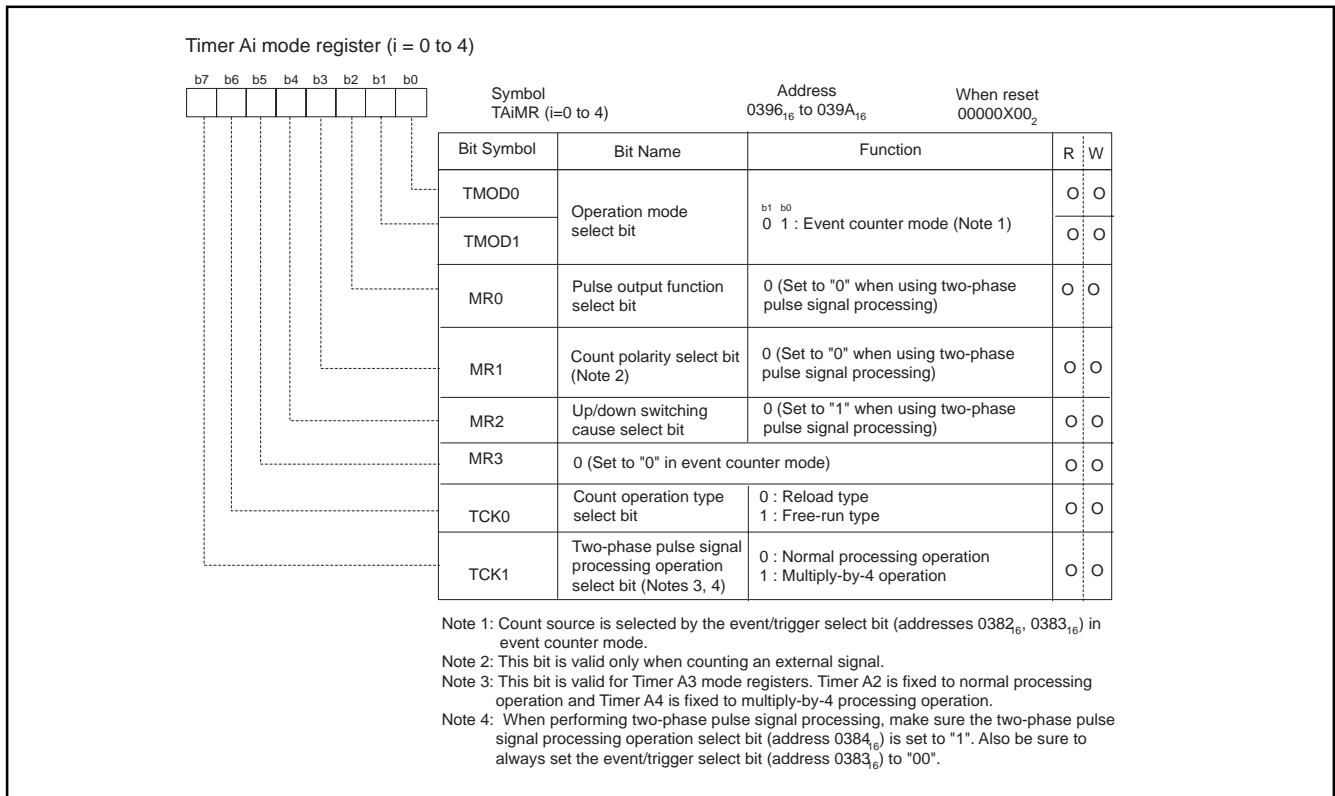 Timer Ai mode register (i = 0 to 4)
b7 b6 b5 b4 b3 b2 b1 b0
Symbol Address When reset
TAiMR (i=0 to 4) 0396₁₆ to 039A₁₆ 00000X00₂
Bit Symbol Bit Name Function R W
TMOD0 O O
Operation mode
select bit
b1 b0
0 1 : Event counter mode (Note 1)
TMOD1 O O
MR0
Pulse output function
select bit
0 (Set to "0" when using two-phase
pulse signal processing)
O O
MR1
Count polarity select bit
(Note 2)
0 (Set to "0" when using two-phase
pulse signal processing)
O O
MR2
Up/down switching
cause select bit
0 (Set to "1" when using two-phase
pulse signal processing)
O O
MR3 0 (Set to "0" in event counter mode) O O
TCK0
Count operation type
select bit
0 : Reload type
1 : Free-run type
O O
TCK1
Two-phase pulse signal
processing operation
select bit (Notes 3, 4)
0 : Normal processing operation
1 : Multiply-by-4 operation
O O
Note 1: Count source is selected by the event/trigger select bit (addresses 0382₁₆, 0383₁₆) in
event counter mode.
Note 2: This bit is valid only when counting an external signal.
Note 3: This bit is valid for Timer A3 mode registers. Timer A2 is fixed to normal processing
operation and Timer A4 is fixed to multiply-by-4 processing operation.
Note 4: When performing two-phase pulse signal processing, make sure the two-phase pulse
signal processing operation select bit (address 0384₁₆) is set to "1". Also be sure to
always set the event/trigger select bit (address 0383₁₆) to "00".